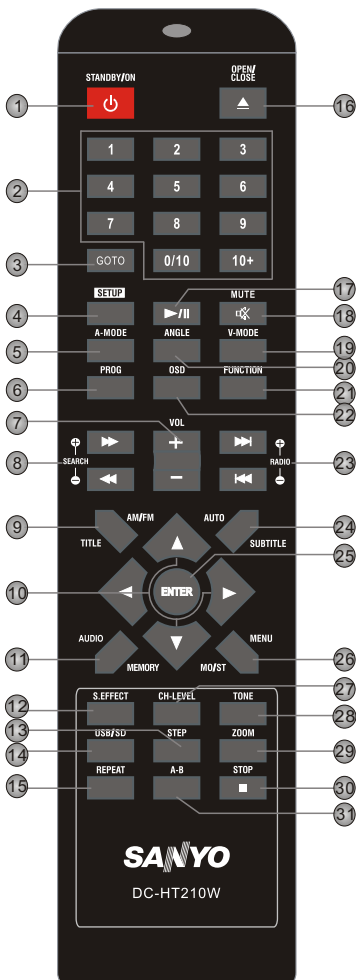 STANDBY/ON
OPEN/
CLOSE
1
16
1 2 3
2
4 5 6
7 8 9
3
GOTO 0/10 10+
SETUP
17
4
MUTE
18
A-MODE ANGLE V-MODE
5
19
20
PROG OSD FUNCTION
6
21
22
7
VOL
+
8
SEARCH
RADIO
23
−
9
AM/FM AUTO
24
TITLE SUBTITLE
25
10
ENTER
AUDIO MENU
11
26
MEMORY MO/ST
27
S.EFFECT CH-LEVEL TONE
12
28
13
USB/SD STEP ZOOM
14
29
REPEAT A-B STOP
15
30
31
SANYO
DC-HT210W